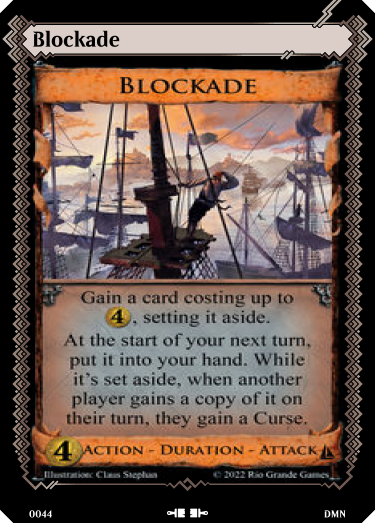 Blockade
BLOCKADE
Gain a card costing up to
4, setting it aside.
At the start of your next turn,
put it into your hand. While
it's set aside, when another
player gains a copy of it on
their turn, they gain a Curse.
4 ACTION - DURATION - ATTACK
Illustration: Claus Stephan © 2022 Rio Grande Games
0044 DMN